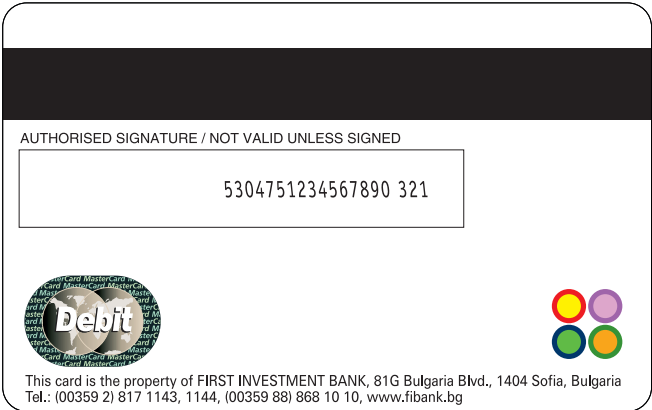 AUTHORISED SIGNATURE / NOT VALID UNLESS SIGNED
5304751234567890 321
Debit
This card is the property of FIRST INVESTMENT BANK, 81G Bulgaria Blvd., 1404 Sofia, Bulgaria
Tel.: (00359 2) 817 1143, 1144, (00359 88) 868 10 10, www.fibank.bg